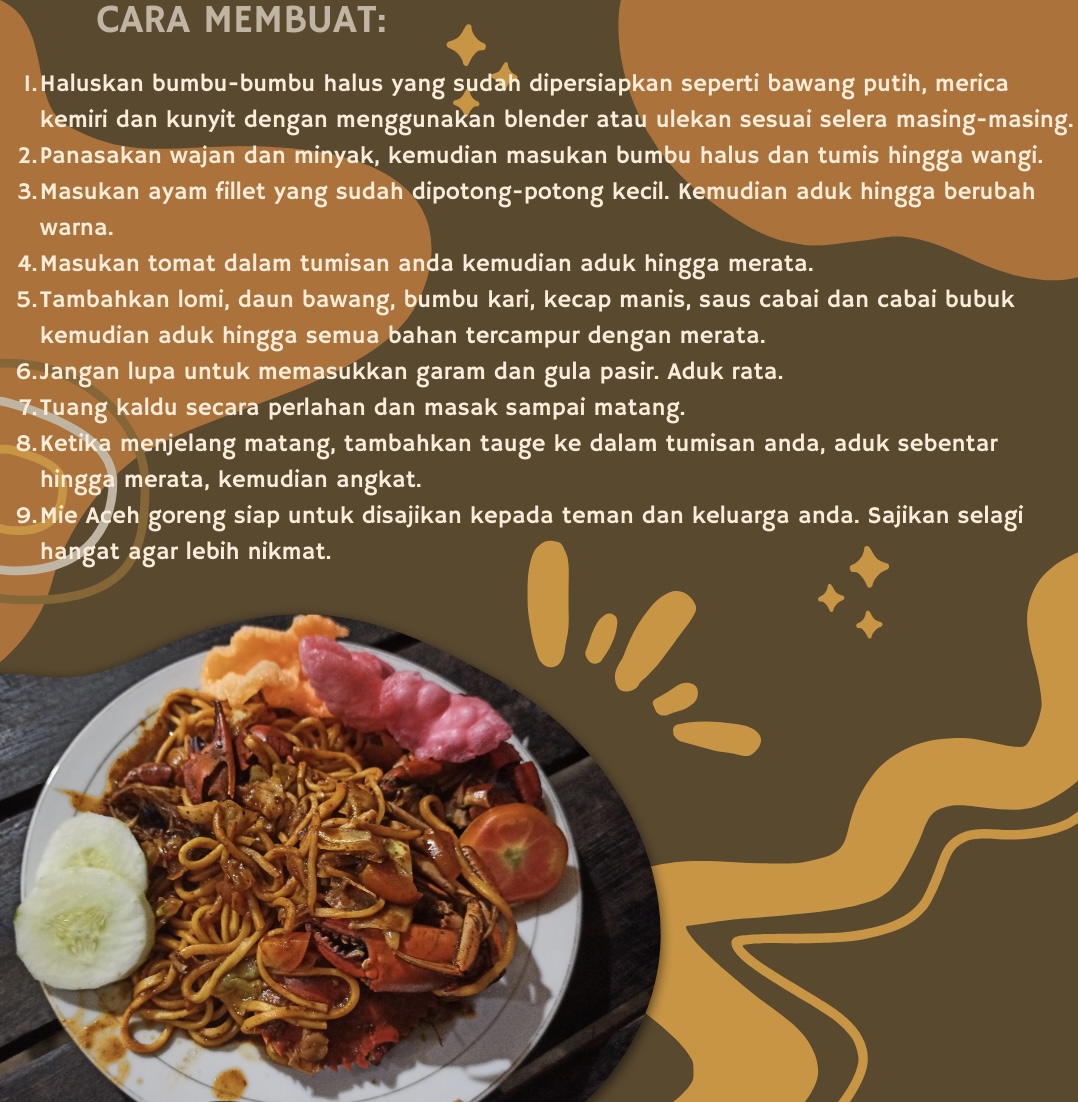 CARA MEMBUAT:
1. Haluskan bumbu-bumbu halus yang sudah dipersiapkan seperti bawang putih, merica
kemiri dan kunyit dengan menggunakan blender atau ulekan sesuai selera masing-masing.
2. Panasakan wajan dan minyak, kemudian masukan bumbu halus dan tumis hingga wangi.
3. Masukan ayam fillet yang sudah dipotong-potong kecil. Kemudian aduk hingga berubah
warna.
4. Masukan tomat dalam tumisan anda kemudian aduk hingga merata.
5. Tambahkan lomi, daun bawang, bumbu kari, kecap manis, saus cabai dan cabai bubuk
kemudian aduk hingga semua bahan tercampur dengan merata.
6. Jangan lupa untuk memasukkan garam dan gula pasir. Aduk rata.
7. Tuang kaldu secara perlahan dan masak sampai matang.
8. Ketika menjelang matang, tambahkan tauge ke dalam tumisan anda, aduk sebentar
hingga merata, kemudian angkat.
9. Mie Aceh goreng siap untuk disajikan kepada teman dan keluarga anda. Sajikan selagi
hangat agar lebih nikmat.